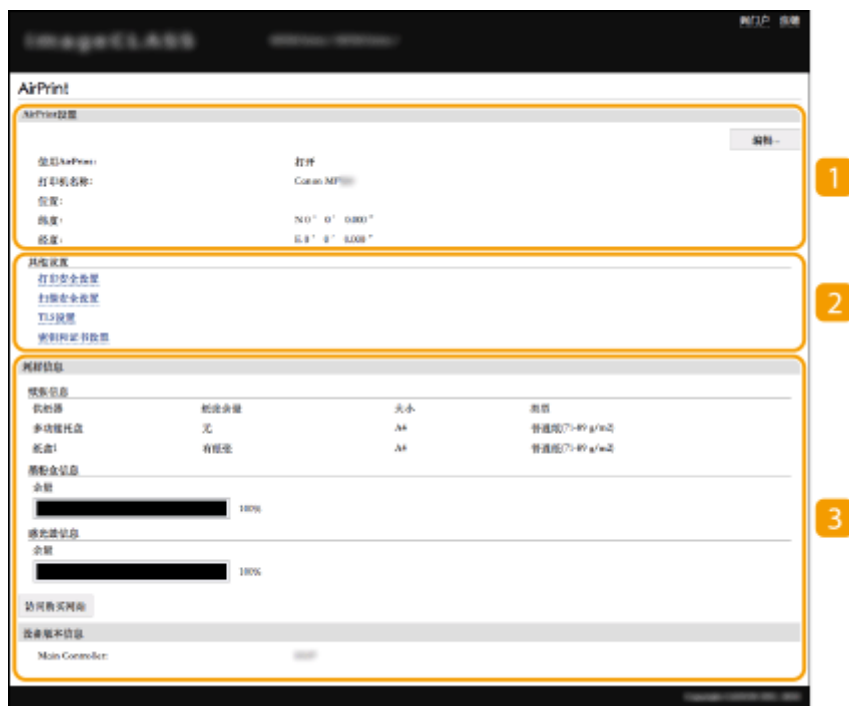 到门户 注销
imageCLASS
AirPrint
AirPrint设置
编辑...
使用AirPrint: 打开
打印机名称: Canon
位置:
纬度: N 0° 0' 0.000"
经度: E 0° 0' 0.000"
其他设置
打印安全设置
扫描安全设置
TLS设置
密钥和证书设置
耗材信息
纸张信息
供纸器 纸张余量 大小 类型
多功能托盘 无 A4 普通纸(71-89 g/m2)
纸盒1 有纸张 A4 普通纸(71-89 g/m2)
墨粉盒信息
余量
100%
感光鼓信息
余量
100%
访问购买网站
设备版本信息
Main Controller:
1
2
3